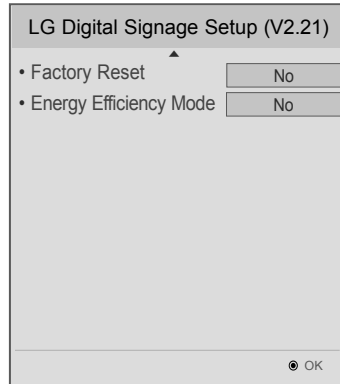 LG Digital Signage Setup (V2.21)
• Factory Reset No
• Energy Efficiency Mode No
OK